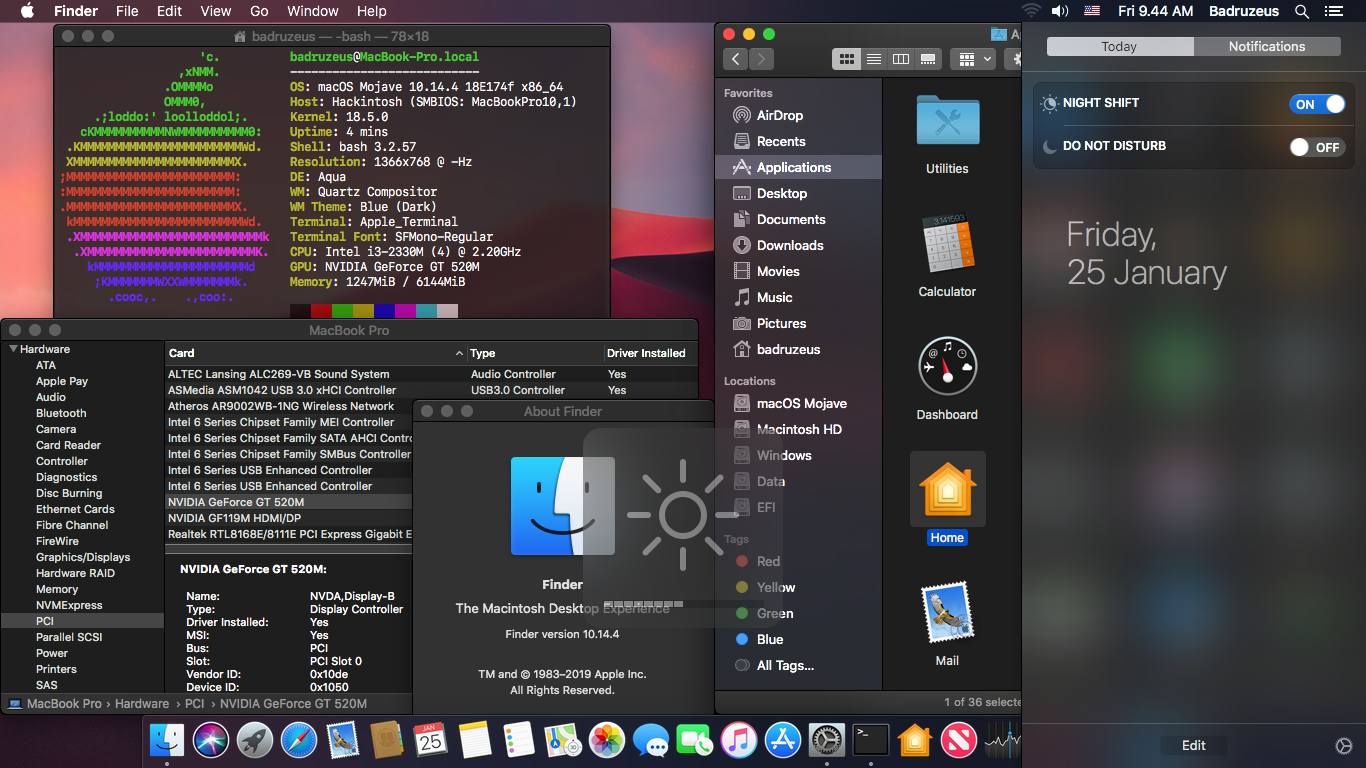 Finder File Edit View Go Window Help
Fri 9.44 AM Badruzeus
badruzeus — -bash — 78×18
'c.
,xNMM.
.OMMMMo
OMMM0,
.;loddo:' loolloddol;.
cKMMMMMMMMMMNWMMMMMMMMMM0:
.KMMMMMMMMMMMMMMMMMMMMMMMWd.
XMMMMMMMMMMMMMMMMMMMMMMMX.
;MMMMMMMMMMMMMMMMMMMMMMMM:
:MMMMMMMMMMMMMMMMMMMMMMMM:
.MMMMMMMMMMMMMMMMMMMMMMMMX.
kMMMMMMMMMMMMMMMMMMMMMMMMWd.
.XMMMMMMMMMMMMMMMMMMMMMMMMMMk
.XMMMMMMMMMMMMMMMMMMMMMMMMK.
kMMMMMMMMMMMMMMMMMMMMMMd
;KMMMMMMMWXXWMMMMMMMk.
.cooc,. .,coo:.
badruzeus@MacBook-Pro.local
---------------------------
OS: macOS Mojave 10.14.4 18E174f x86_64
Host: Hackintosh (SMBIOS: MacBookPro10,1)
Kernel: 18.5.0
Uptime: 4 mins
Shell: bash 3.2.57
Resolution: 1366x768 @ ~Hz
DE: Aqua
WM: Quartz Compositor
WM Theme: Blue (Dark)
Terminal: Apple_Terminal
Terminal Font: SFMono-Regular
CPU: Intel i3-2330M (4) @ 2.20GHz
GPU: NVIDIA GeForce GT 520M
Memory: 1247MiB / 6144MiB
MacBook Pro
Hardware
ATA
Apple Pay
Audio
Bluetooth
Camera
Card Reader
Controller
Diagnostics
Disc Burning
Ethernet Cards
Fibre Channel
FireWire
Graphics/Displays
Hardware RAID
Memory
NVMExpress
PCI
Parallel SCSI
Power
Printers
SAS
Card Type Driver Installed
ALTEC Lansing ALC269-VB Sound System Audio Controller Yes
ASMedia ASM1042 USB 3.0 xHCI Controller USB3.0 Controller Yes
Atheros AR9002WB-1NG Wireless Network
Intel 6 Series Chipset Family MEI Controller
Intel 6 Series Chipset Family SATA AHCI Contro
Intel 6 Series Chipset Family SMBus Controller
Intel 6 Series USB Enhanced Controller
Intel 6 Series USB Enhanced Controller
NVIDIA GeForce GT 520M
NVIDIA GF119M HDMI/DP
Realtek RTL8168E/8111E PCI Express Gigabit E
NVIDIA GeForce GT 520M:
Name: NVDA,Display-B
Type: Display Controller
Driver Installed: Yes
MSI: Yes
Bus: PCI
Slot: PCI Slot 0
Vendor ID: 0x10de
Device ID: 0x1050
MacBook Pro › Hardware › PCI › NVIDIA GeForce GT 520M
About Finder
Finder
The Macintosh Desktop Experience
Finder version 10.14.4
TM and © 1983–2019 Apple Inc.
All Rights Reserved.
Favorites
AirDrop
Recents
Applications
Desktop
Documents
Downloads
Movies
Music
Pictures
badruzeus
Locations
macOS Mojave
Macintosh HD
Windows
Data
EFI
Tags
Red
Yellow
Green
Blue
All Tags...
Utilities
3.141593
Calculator
Dashboard
Home
Mail
1 of 36 selecte
Today Notifications
NIGHT SHIFT ON
DO NOT DISTURB OFF
Friday,
25 January
Edit
JAN
25